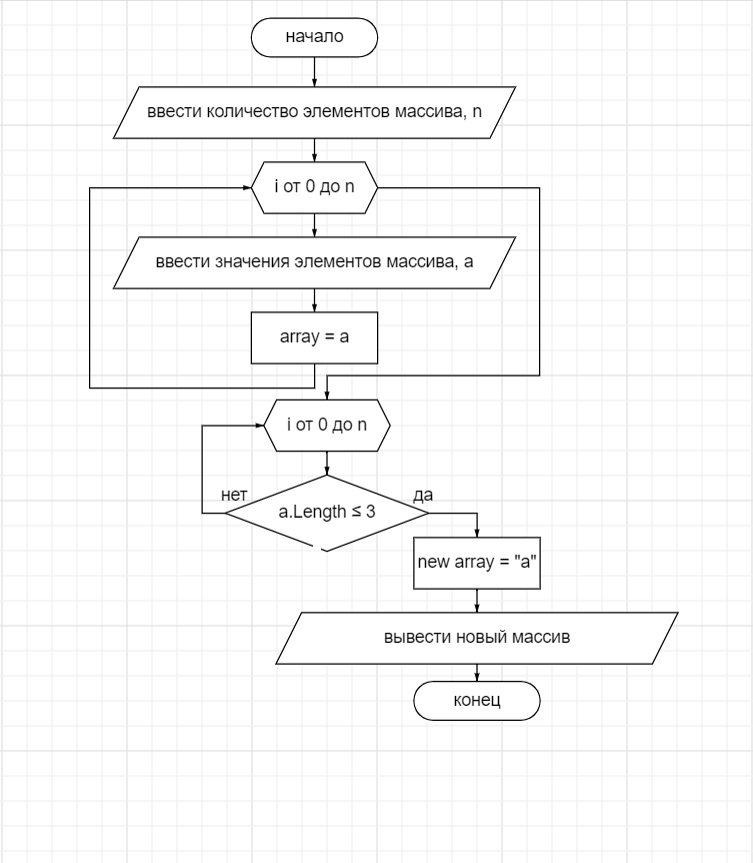 начало
ввести количество элементов массива, n
i от 0 до n
ввести значения элементов массива, a
array = a
i от 0 до n
нет
да
a.Length ≤ 3
new array = "a"
вывести новый массив
конец